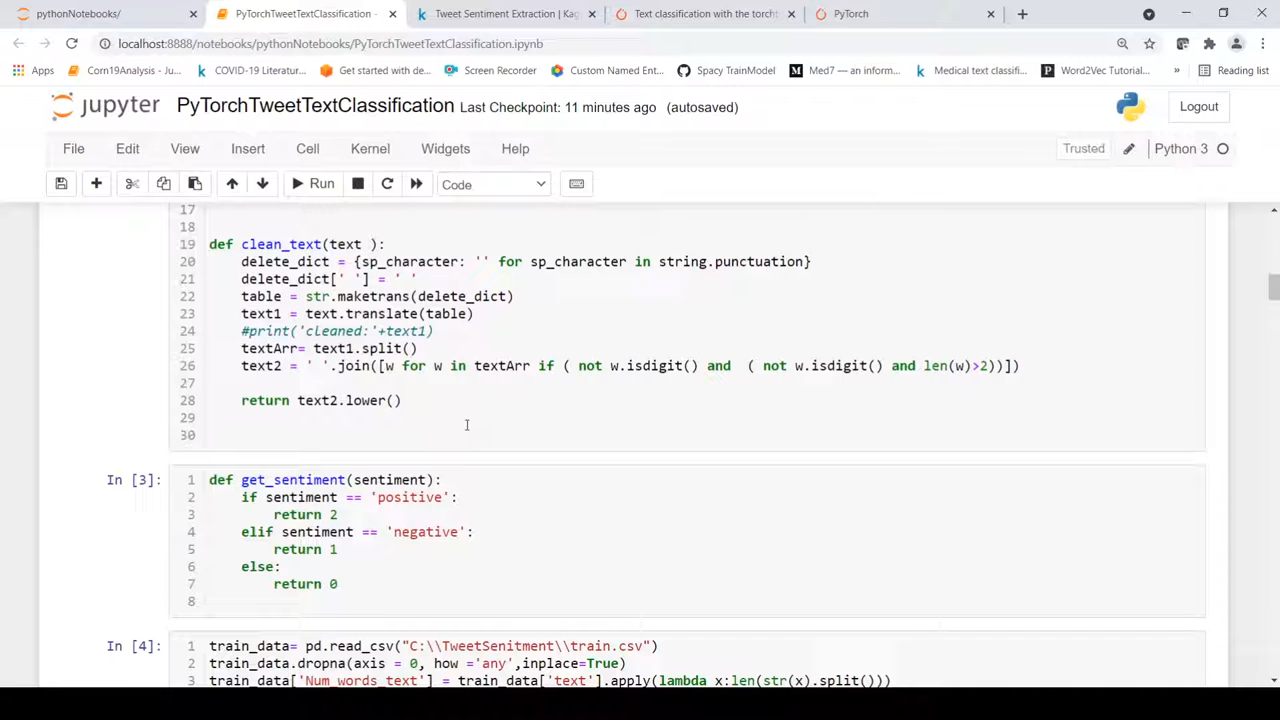 pythonNotebooks/
PyTorchTweetTextClassification -
Tweet Sentiment Extraction | Kag
Text classification with the torcht
PyTorch
localhost:8888/notebooks/pythonNotebooks/PyTorchTweetTextClassification.ipynb
Apps
Corn19Analysis - Ju...
COVID-19 Literatur...
Get started with de...
Screen Recorder
Custom Named Ent...
Spacy TrainModel
Med7 — an inform...
Medical text classifi...
Word2Vec Tutorial...
»
Reading list
jupyter PyTorchTweetTextClassification Last Checkpoint: 11 minutes ago (autosaved)
Logout
File Edit View Insert Cell Kernel Widgets Help
Trusted
Python 3
Run
Code
17
18
19 def clean_text(text ):
20 delete_dict = {sp_character: '' for sp_character in string.punctuation}
21 delete_dict[' '] = ' '
22 table = str.maketrans(delete_dict)
23 text1 = text.translate(table)
24 #print('cleaned:'+text1)
25 textArr= text1.split()
26 text2 = ' '.join([w for w in textArr if ( not w.isdigit() and  ( not w.isdigit() and len(w)>2))])
27
28 return text2.lower()
29
30
In [3]:
1 def get_sentiment(sentiment):
2 if sentiment == 'positive':
3 return 2
4 elif sentiment == 'negative':
5 return 1
6 else:
7 return 0
8
In [4]:
1 train_data= pd.read_csv("C:\\TweetSenitment\\train.csv")
2 train_data.dropna(axis = 0, how ='any',inplace=True)
3 train_data['Num_words_text'] = train_data['text'].apply(lambda x:len(str(x).split()))